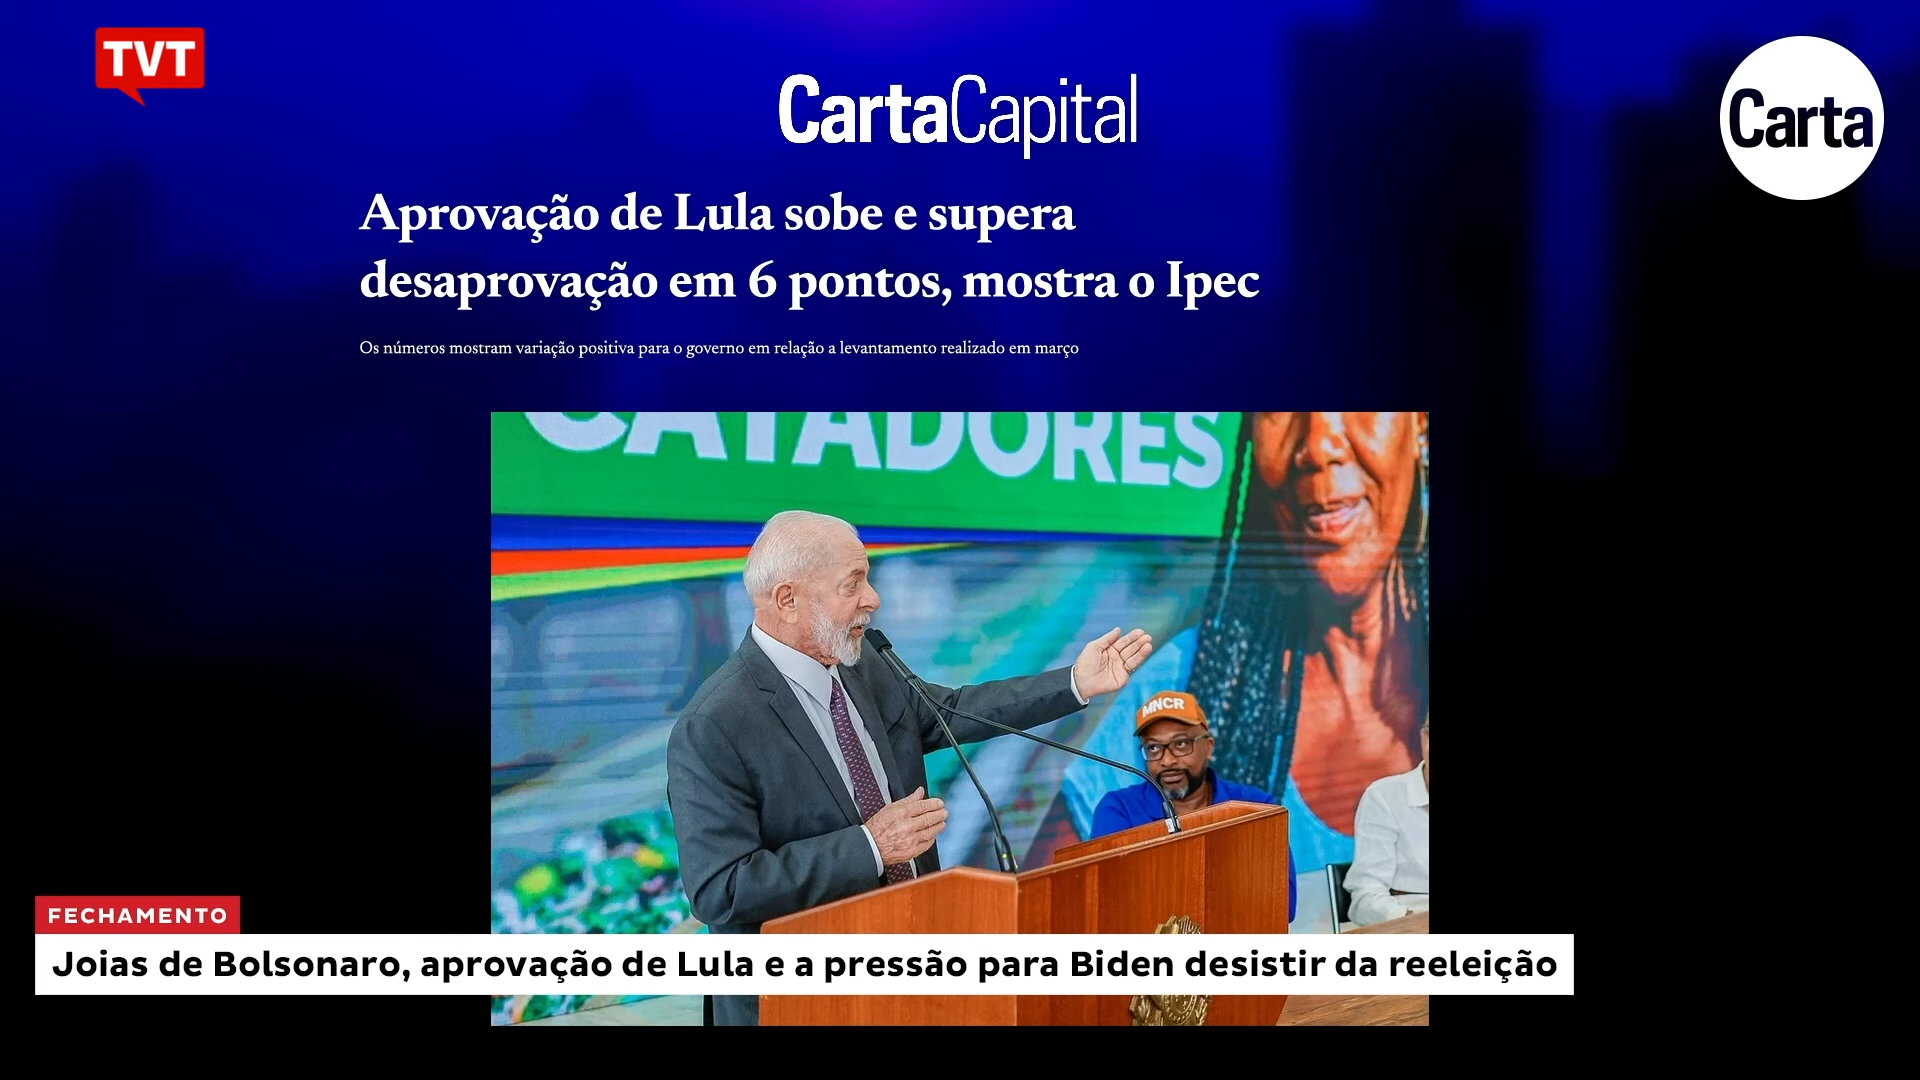 TVT
CartaCapital
Carta
Aprovação de Lula sobe e supera
desaprovação em 6 pontos, mostra o Ipec
Os números mostram variação positiva para o governo em relação a levantamento realizado em março
CATADORES
MNCR
FECHAMENTO
Joias de Bolsonaro, aprovação de Lula e a pressão para Biden desistir da reeleição